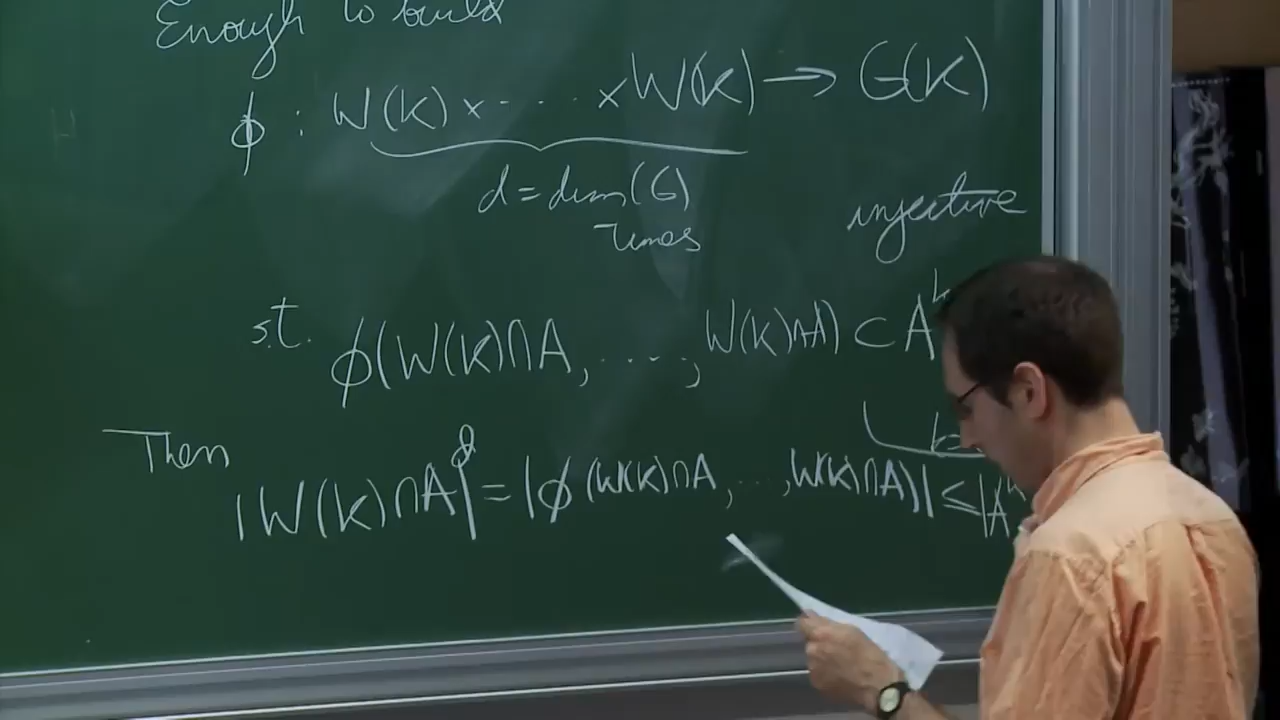 Enough to build
ϕ : W(k) × · · · · × W(k) → G(k)
d = dim(G)
Times
injective
s.t. ϕ(W(k)∩A, ....., W(k)∩A) ⊂ A^k
Then |W(k)∩A|^d = |ϕ(W(k)∩A, ..., W(k)∩A)| ≤ |A^k